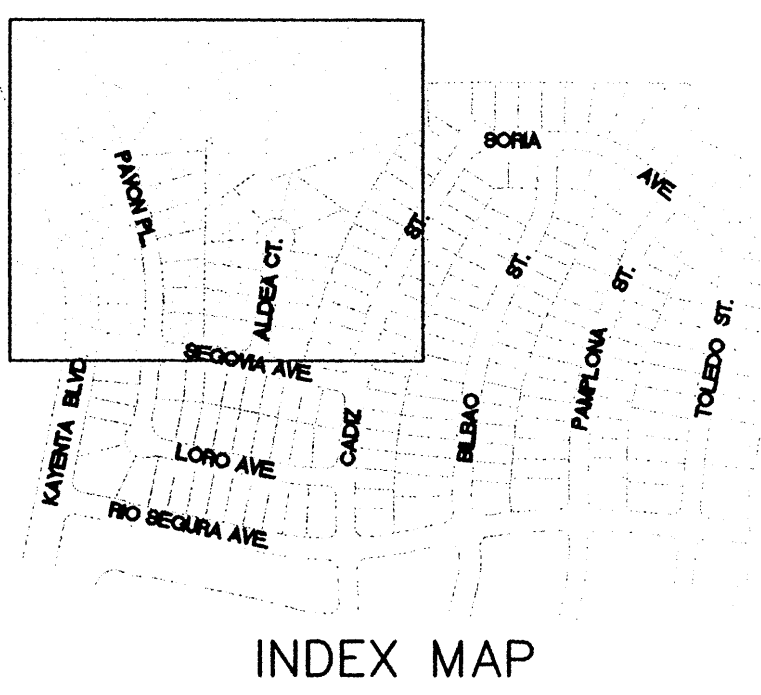 SORIA
AVE
PAVON PL.
ST.
ST.
ST.
ALDEA CT.
TOLEDO ST.
SEGOVIA AVE
PAMPLONA
KAYENTA BLVD
CADIZ
BILBAO
LORO AVE.
RIO SEGURA AVE.
INDEX MAP